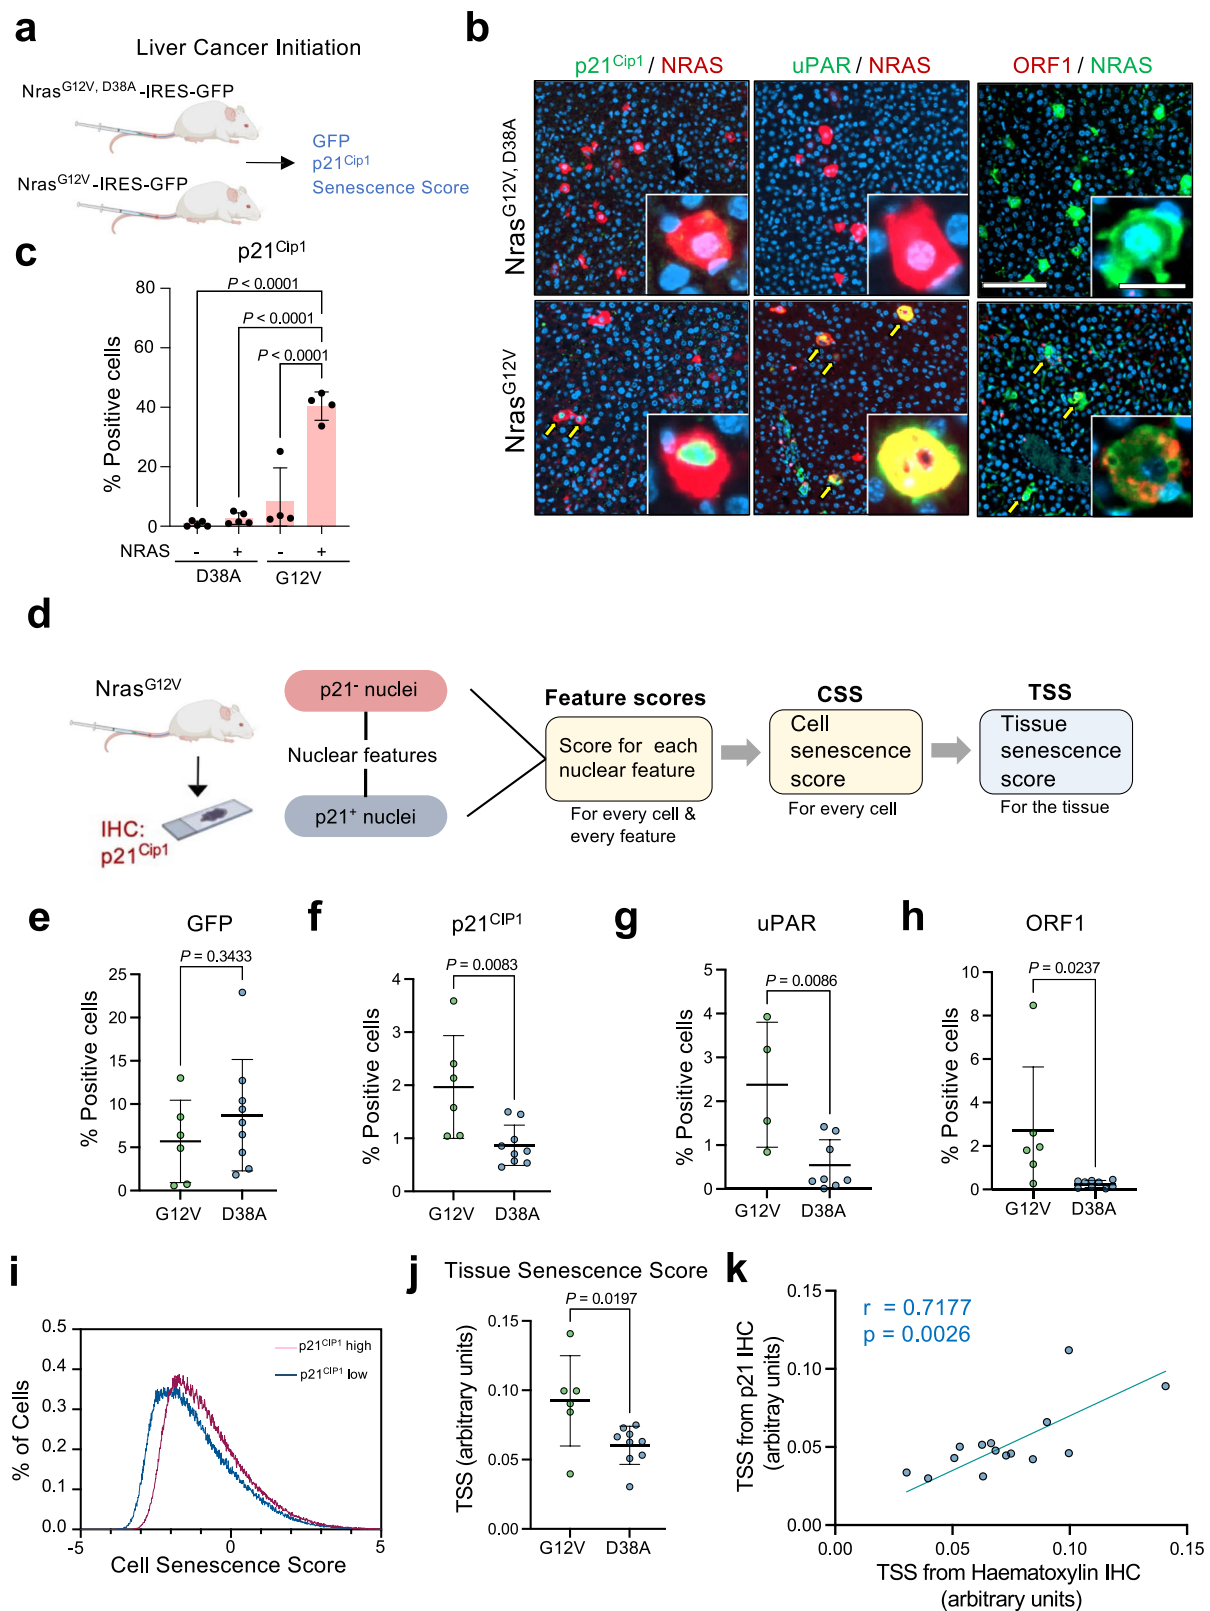 a
Liver Cancer Initiation
Nras^G12V, D38A-IRES-GFP
Nras^G12V-IRES-GFP
GFP
p21^Cip1
Senescence Score
b
p21^Cip1 / NRAS
uPAR / NRAS
ORF1 / NRAS
Nras^G12V, D38A
Nras^G12V
c
p21^Cip1
P < 0.0001
P < 0.0001
P < 0.0001
% Positive cells
80
60
40
20
0
NRAS - + - +
D38A G12V
d
Nras^G12V
IHC:
p21^Cip1
p21^- nuclei
Nuclear features
p21^+ nuclei
Feature scores
Score for each
nuclear feature
For every cell &
every feature
CSS
Cell
senescence
score
For every cell
TSS
Tissue
senescence
score
For the tissue
e
GFP
P = 0.3433
% Positive cells
25
20
15
10
5
0
G12V D38A
f
p21^CIP1
P = 0.0083
% Positive cells
4
3
2
1
0
G12V D38A
g
uPAR
P = 0.0086
% Positive cells
5
4
3
2
1
0
G12V D38A
h
ORF1
P = 0.0237
% Positive cells
10
8
6
4
2
0
G12V D38A
i
% of Cells
0.5
0.4
0.3
0.2
0.1
0.0
p21^CIP1 high
p21^CIP1 low
-5 0 5
Cell Senescence Score
j
Tissue Senescence Score
P = 0.0197
TSS (arbitrary units)
0.15
0.10
0.05
0.00
G12V D38A
k
r = 0.7177
p = 0.0026
TSS from p21 IHC
(arbitray units)
0.15
0.10
0.05
0.00
0.00 0.05 0.10 0.15
TSS from Haematoxylin IHC
(arbitrary units)